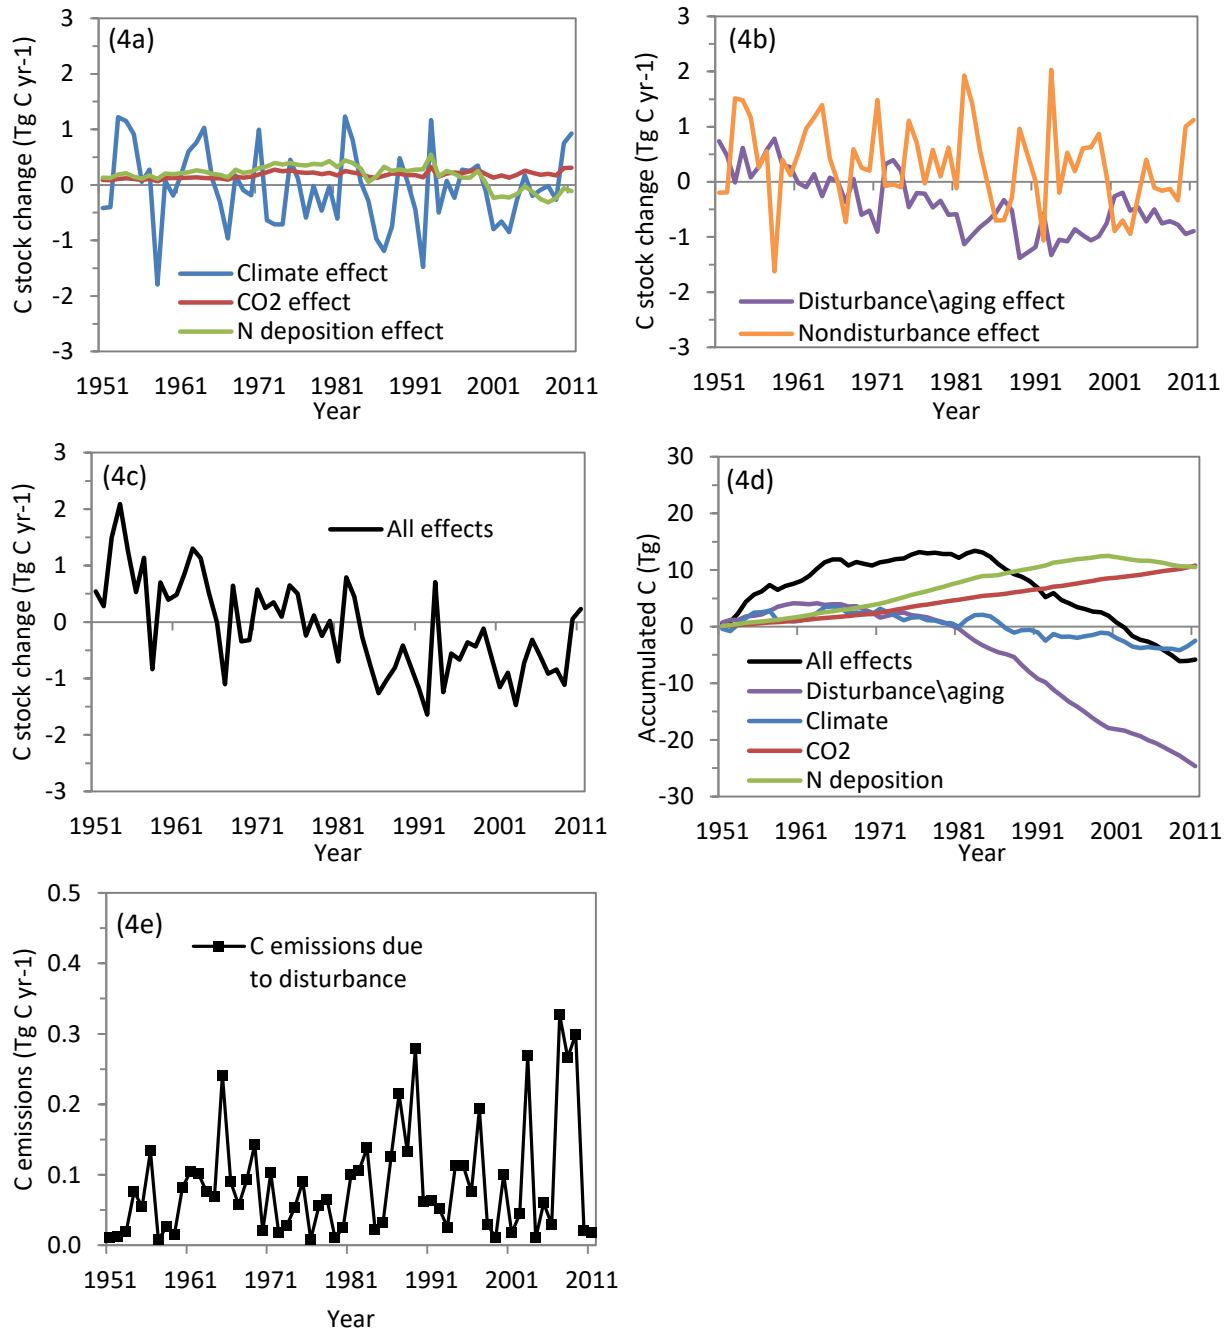 (4a)
C stock change (Tg C yr-1)
3
2
1
0
-1
-2
-3
Climate effect
CO2 effect
N deposition effect
1951 1961 1971 1981 1991 2001 2011
Year
(4b)
C stock change (Tg C yr-1)
3
2
1
0
-1
-2
-3
Disturbance\aging effect
Nondisturbance effect
1951 1961 1971 1981 1991 2001 2011
Year
(4c)
C stock change (Tg C yr-1)
3
2
1
0
-1
-2
-3
All effects
1951 1961 1971 1981 1991 2001 2011
Year
(4d)
Accumulated C (Tg)
30
20
10
0
-10
-20
-30
All effects
Disturbance\aging
Climate
CO2
N deposition
1951 1961 1971 1981 1991 2001 2011
Year
(4e)
C emissions (Tg C yr-1)
0.5
0.4
0.3
0.2
0.1
0.0
C emissions due
to disturbance
1951 1961 1971 1981 1991 2001 2011
Year